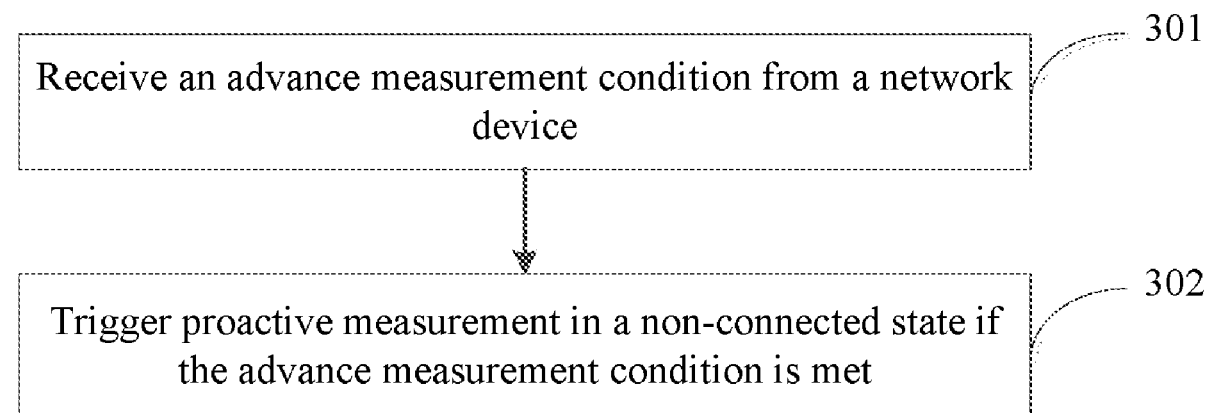 301
Receive an advance measurement condition from a network
device
302
Trigger proactive measurement in a non-connected state if
the advance measurement condition is met